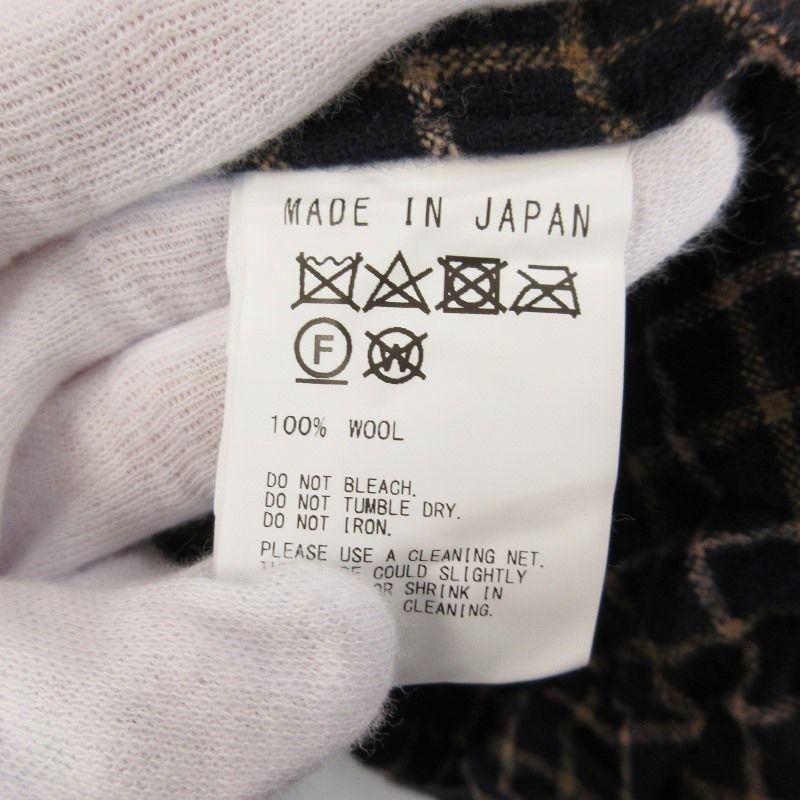 MADE IN JAPAN
F W
100% WOOL
DO NOT BLEACH.
DO NOT TUMBLE DRY.
DO NOT IRON.
PLEASE USE A CLEANING NET.
COULD SLIGHTLY
OR SHRINK IN
CLEANING.